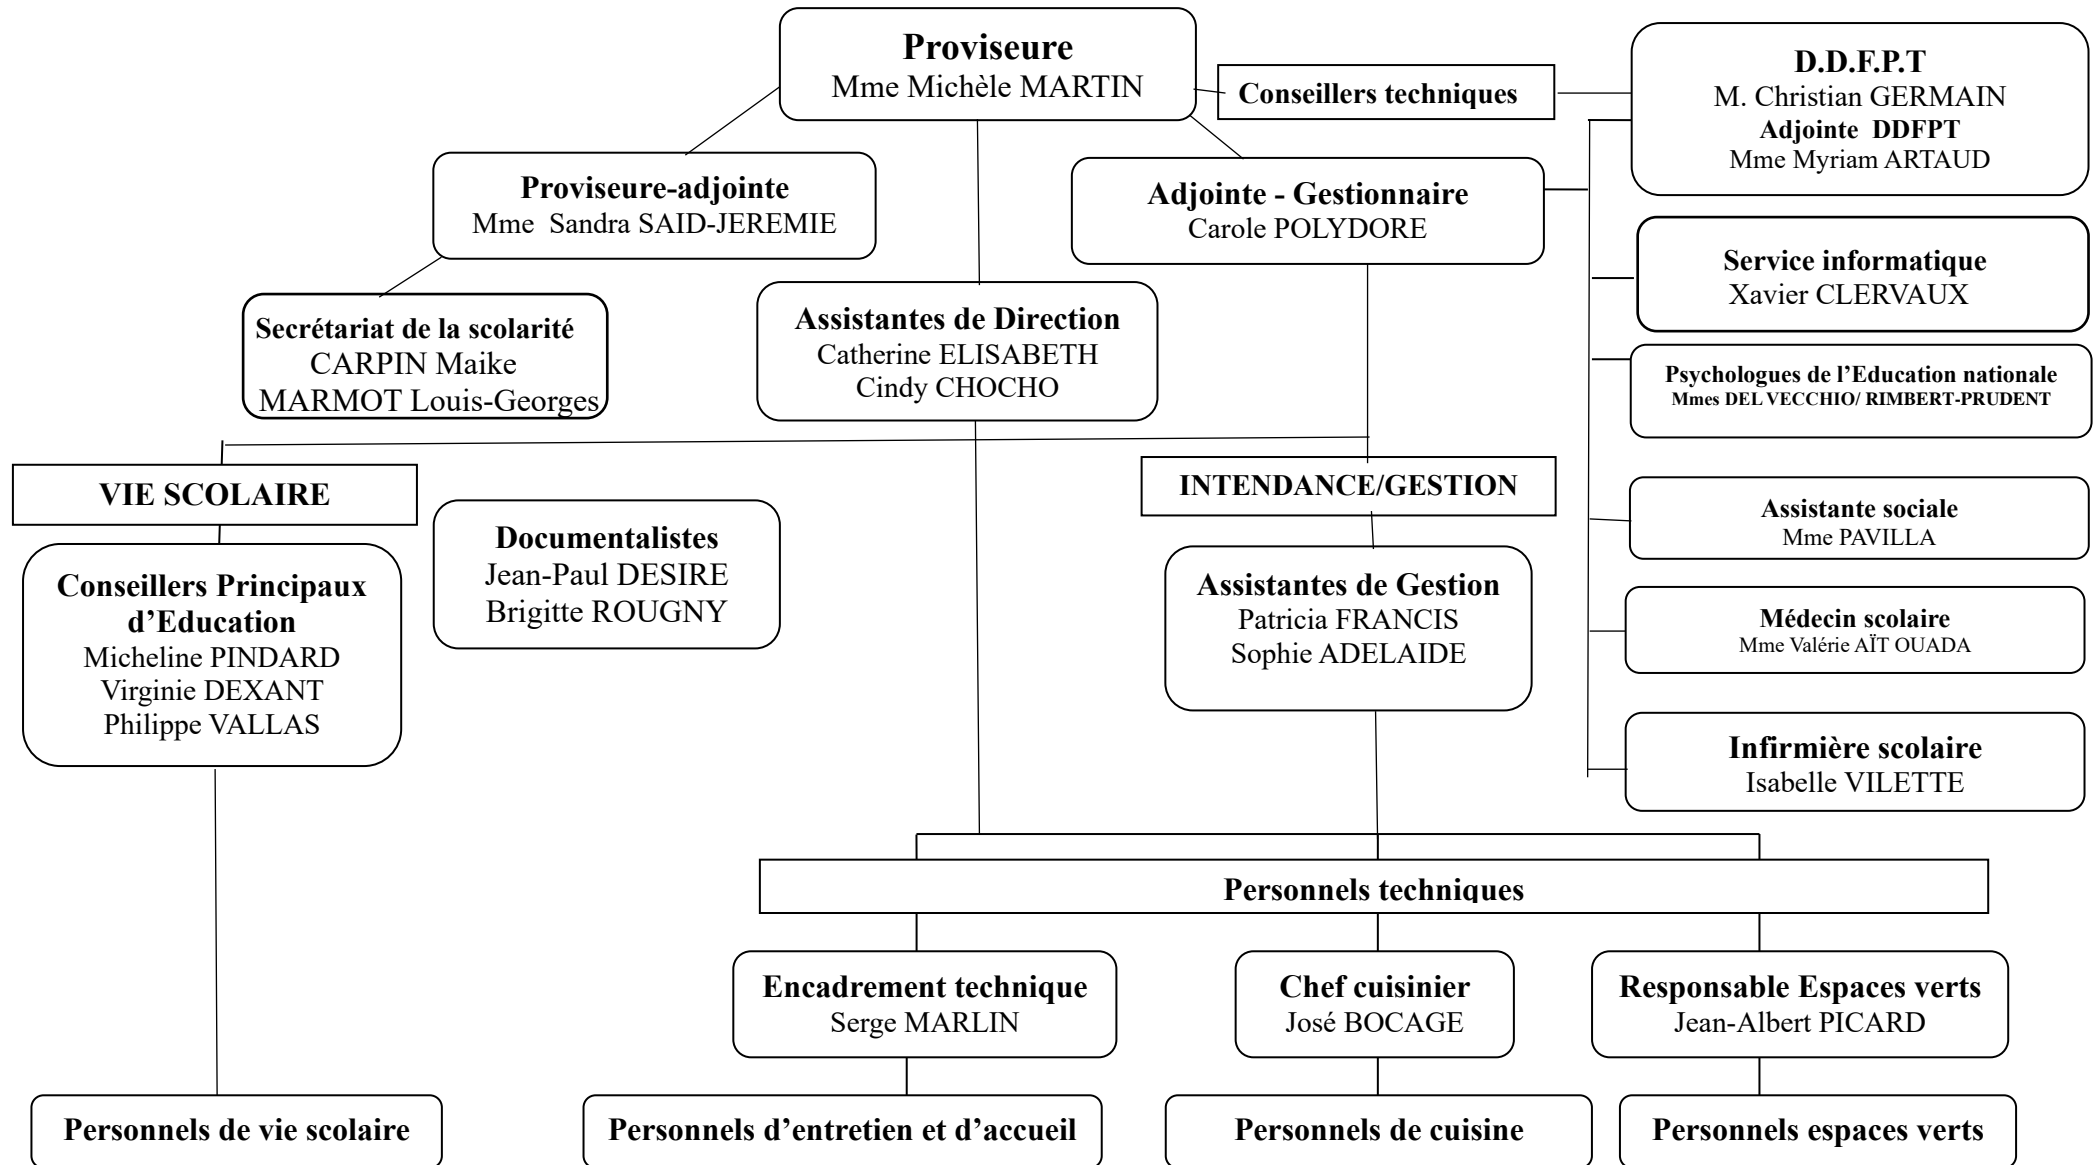 Proviseure
Mme Michèle MARTIN
Conseillers techniques
D.D.F.P.T
M. Christian GERMAIN
Adjointe DDFPT
Mme Myriam ARTAUD
Proviseure-adjointe
Mme Sandra SAID-JEREMIE
Adjointe - Gestionnaire
Carole POLYDORE
Service informatique
Xavier CLERVAUX
Secrétariat de la scolarité
CARPIN Maike
MARMOT Louis-Georges
Assistantes de Direction
Catherine ELISABETH
Cindy CHOCHO
Psychologues de l’Education nationale
Mmes DEL VECCHIO/ RIMBERT-PRUDENT
VIE SCOLAIRE
INTENDANCE/GESTION
Assistante sociale
Mme PAVILLA
Documentalistes
Jean-Paul DESIRE
Brigitte ROUGNY
Conseillers Principaux
d’Education
Micheline PINDARD
Virginie DEXANT
Philippe VALLAS
Assistantes de Gestion
Patricia FRANCIS
Sophie ADELAIDE
Médecin scolaire
Mme Valérie AÏT OUADA
Infirmière scolaire
Isabelle VILETTE
Personnels techniques
Encadrement technique
Serge MARLIN
Chef cuisinier
José BOCAGE
Responsable Espaces verts
Jean-Albert PICARD
Personnels de vie scolaire
Personnels d’entretien et d’accueil
Personnels de cuisine
Personnels espaces verts